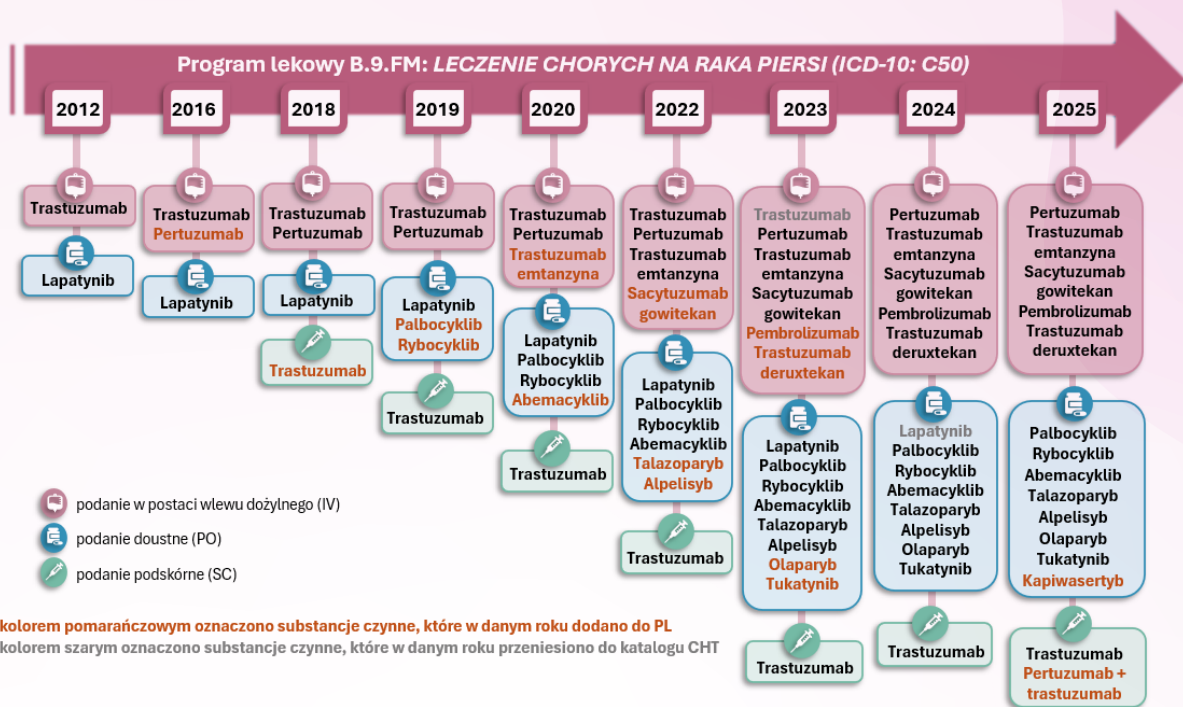 Program lekowy B.9.FM: LECZENIE CHORYCH NA RAKA PIERSI (ICD-10: C50)
2012
Trastuzumab
Lapatynib
2016
Trastuzumab
Pertuzumab
Lapatynib
2018
Trastuzumab
Pertuzumab
Lapatynib
Trastuzumab
2019
Trastuzumab
Pertuzumab
Lapatynib
Palbocyklib
Rybocyklib
Trastuzumab
2020
Trastuzumab
Pertuzumab
Trastuzumab
emtanzyna
Lapatynib
Palbocyklib
Rybocyklib
Abemacyklib
Trastuzumab
2022
Trastuzumab
Pertuzumab
Trastuzumab
emtanzyna
Sacytuzumab
gowitekan
Lapatynib
Palbocyklib
Rybocyklib
Abemacyklib
Talazoparyb
Alpelisyb
Trastuzumab
2023
Trastuzumab
Pertuzumab
Trastuzumab
emtanzyna
Sacytuzumab
gowitekan
Pembrolizumab
Trastuzumab
deruxtekan
Lapatynib
Palbocyklib
Rybocyklib
Abemacyklib
Talazoparyb
Alpelisyb
Olaparyb
Tukatynib
Trastuzumab
2024
Pertuzumab
Trastuzumab
emtanzyna
Sacytuzumab
gowitekan
Pembrolizumab
Trastuzumab
deruxtekan
Lapatynib
Palbocyklib
Rybocyklib
Abemacyklib
Talazoparyb
Alpelisyb
Olaparyb
Tukatynib
Trastuzumab
2025
Pertuzumab
Trastuzumab
emtanzyna
Sacytuzumab
gowitekan
Pembrolizumab
Trastuzumab
deruxtekan
Palbocyklib
Rybocyklib
Abemacyklib
Talazoparyb
Alpelisyb
Olaparyb
Tukatynib
Kapiwasertyb
Trastuzumab
Pertuzumab +
trastuzumab
podanie w postaci wlewu dożylnego (IV)
podanie doustne (PO)
podanie podskórne (SC)
kolorem pomarańczowym oznaczono substancje czynne, które w danym roku dodano do PL
kolorem szarym oznaczono substancje czynne, które w danym roku przeniesiono do katalogu CHT